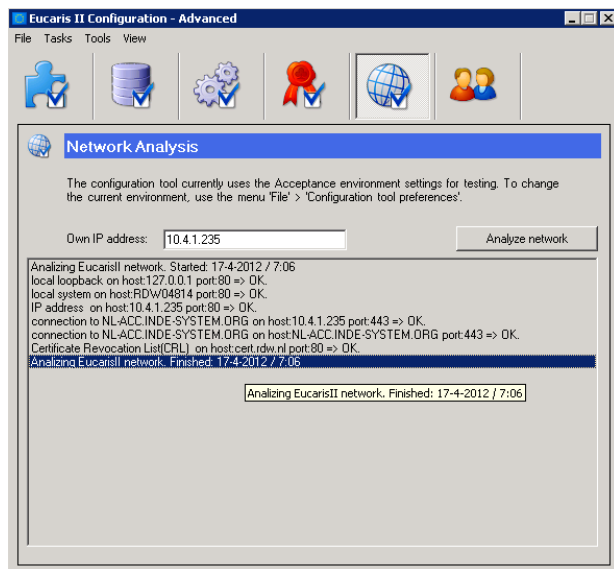 Eucaris II Configuration - Advanced
File Tasks Tools View
Network Analysis
The configuration tool currently uses the Acceptance environment settings for testing. To change
the current environment, use the menu 'File' > 'Configuration tool preferences'.
Own IP address: 10.4.1.235 Analyze network
Analizing EucarisII network. Started: 17-4-2012 / 7:06
local loopback on host:127.0.0.1 port:80 => OK.
local system on host:RDW04814 port:80 => OK.
IP address on host:10.4.1.235 port:80 => OK.
connection to NL-ACC.INDE-SYSTEM.ORG on host:10.4.1.235 port:443 => OK.
connection to NL-ACC.INDE-SYSTEM.ORG on host:NL-ACC.INDE-SYSTEM.ORG port:443 => OK.
Certificate Revocation List(CRL) on host:cert.rdw.nl port:80 => OK.
Analizing EucarisII network. Finished: 17-4-2012 / 7:06
Analizing EucarisII network. Finished: 17-4-2012 / 7:06